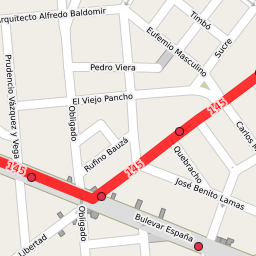 Arquitecto Alfredo Baldomir
Timbó
Eufemio Masculino
Sucre
Pedro Viera
Prudencio Vázquez y Vega
El Viejo Pancho
145
Obligado
Carlos
Rufino Bauzá
145
Quebracho
145
José Benito Lamas
Obligado
Bulevar España
Libertad